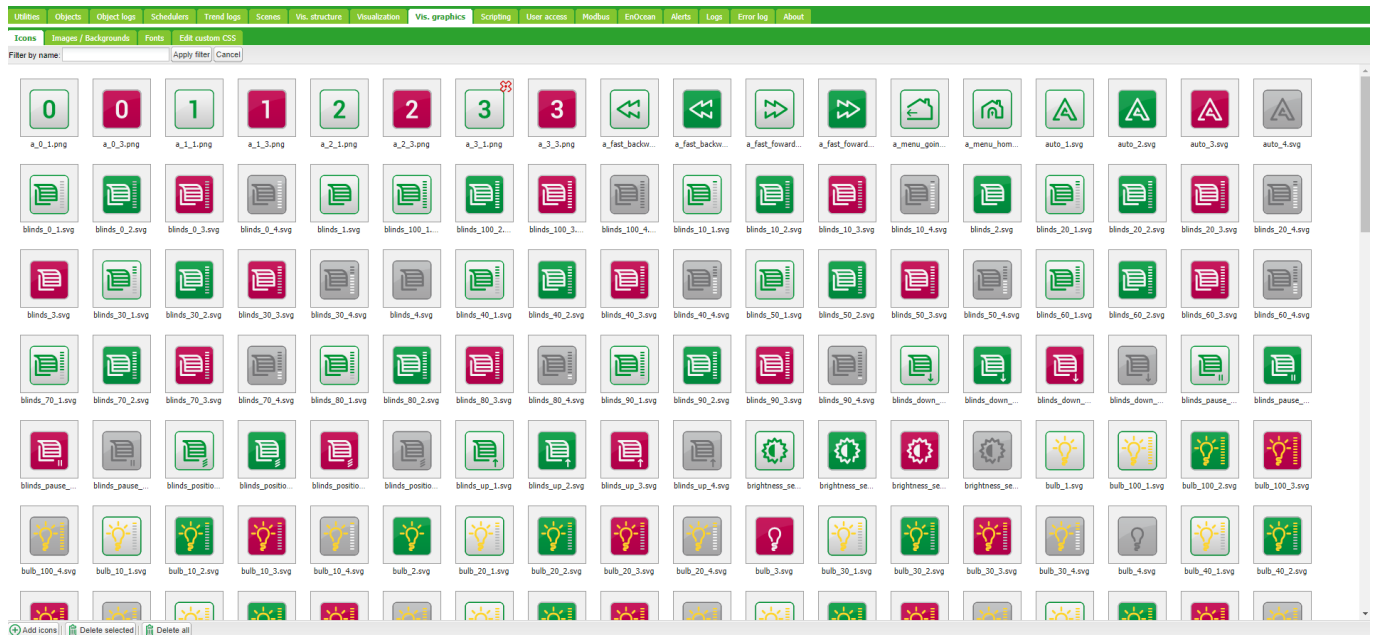 Utilities Objects Object logs Schedulers Trend logs Scenes Vis. structure Visualization Vis. graphics Scripting User access Modbus EnOcean Alerts Logs Error log About
Icons Images / Backgrounds Fonts Edit custom CSS
Filter by name: Apply filter Cancel
0 0 1 1 2 2 3 3
a_0_1.png a_0_3.png a_1_1.png a_1_3.png a_2_1.png a_2_3.png a_3_1.png a_3_3.png a_fast_backw... a_fast_backw... a_fast_foward... a_fast_foward... a_menu_goin... a_menu_hom... auto_1.svg auto_2.svg auto_3.svg auto_4.svg
blinds_0_1.svg blinds_0_2.svg blinds_0_3.svg blinds_0_4.svg blinds_1.svg blinds_100_1.... blinds_100_2.... blinds_100_3.... blinds_100_4.... blinds_10_1.svg blinds_10_2.svg blinds_10_3.svg blinds_10_4.svg blinds_2.svg blinds_20_1.svg blinds_20_2.svg blinds_20_3.svg blinds_20_4.svg
blinds_3.svg blinds_30_1.svg blinds_30_2.svg blinds_30_3.svg blinds_30_4.svg blinds_4.svg blinds_40_1.svg blinds_40_2.svg blinds_40_3.svg blinds_40_4.svg blinds_50_1.svg blinds_50_2.svg blinds_50_3.svg blinds_50_4.svg blinds_60_1.svg blinds_60_2.svg blinds_60_3.svg blinds_60_4.svg
blinds_70_1.svg blinds_70_2.svg blinds_70_3.svg blinds_70_4.svg blinds_80_1.svg blinds_80_2.svg blinds_80_3.svg blinds_80_4.svg blinds_90_1.svg blinds_90_2.svg blinds_90_3.svg blinds_90_4.svg blinds_down_... blinds_down_... blinds_down_... blinds_down_... blinds_pause_... blinds_pause_...
blinds_pause_... blinds_pause_... blinds_positio... blinds_positio... blinds_positio... blinds_positio... blinds_up_1.svg blinds_up_2.svg blinds_up_3.svg blinds_up_4.svg brightness_se... brightness_se... brightness_se... brightness_se... bulb_1.svg bulb_100_1.svg bulb_100_2.svg bulb_100_3.svg
bulb_100_4.svg bulb_10_1.svg bulb_10_2.svg bulb_10_3.svg bulb_10_4.svg bulb_2.svg bulb_20_1.svg bulb_20_2.svg bulb_20_3.svg bulb_20_4.svg bulb_3.svg bulb_30_1.svg bulb_30_2.svg bulb_30_3.svg bulb_30_4.svg bulb_4.svg bulb_40_1.svg bulb_40_2.svg
Add icons Delete selected Delete all